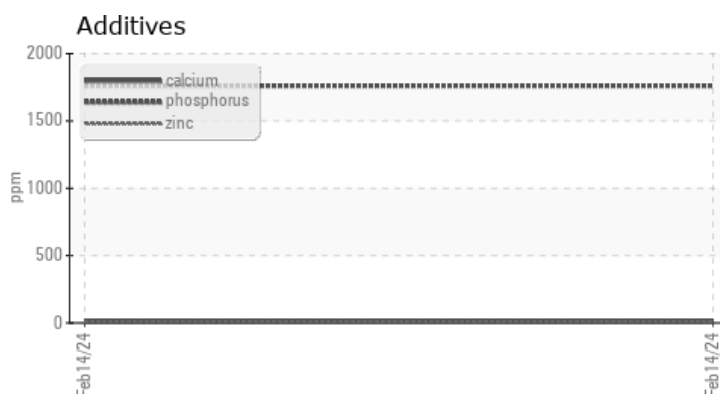 Additives
2000
calcium
phosphorus
zinc
1500
1000
500
0
ppm
Feb14/24
Feb14/24